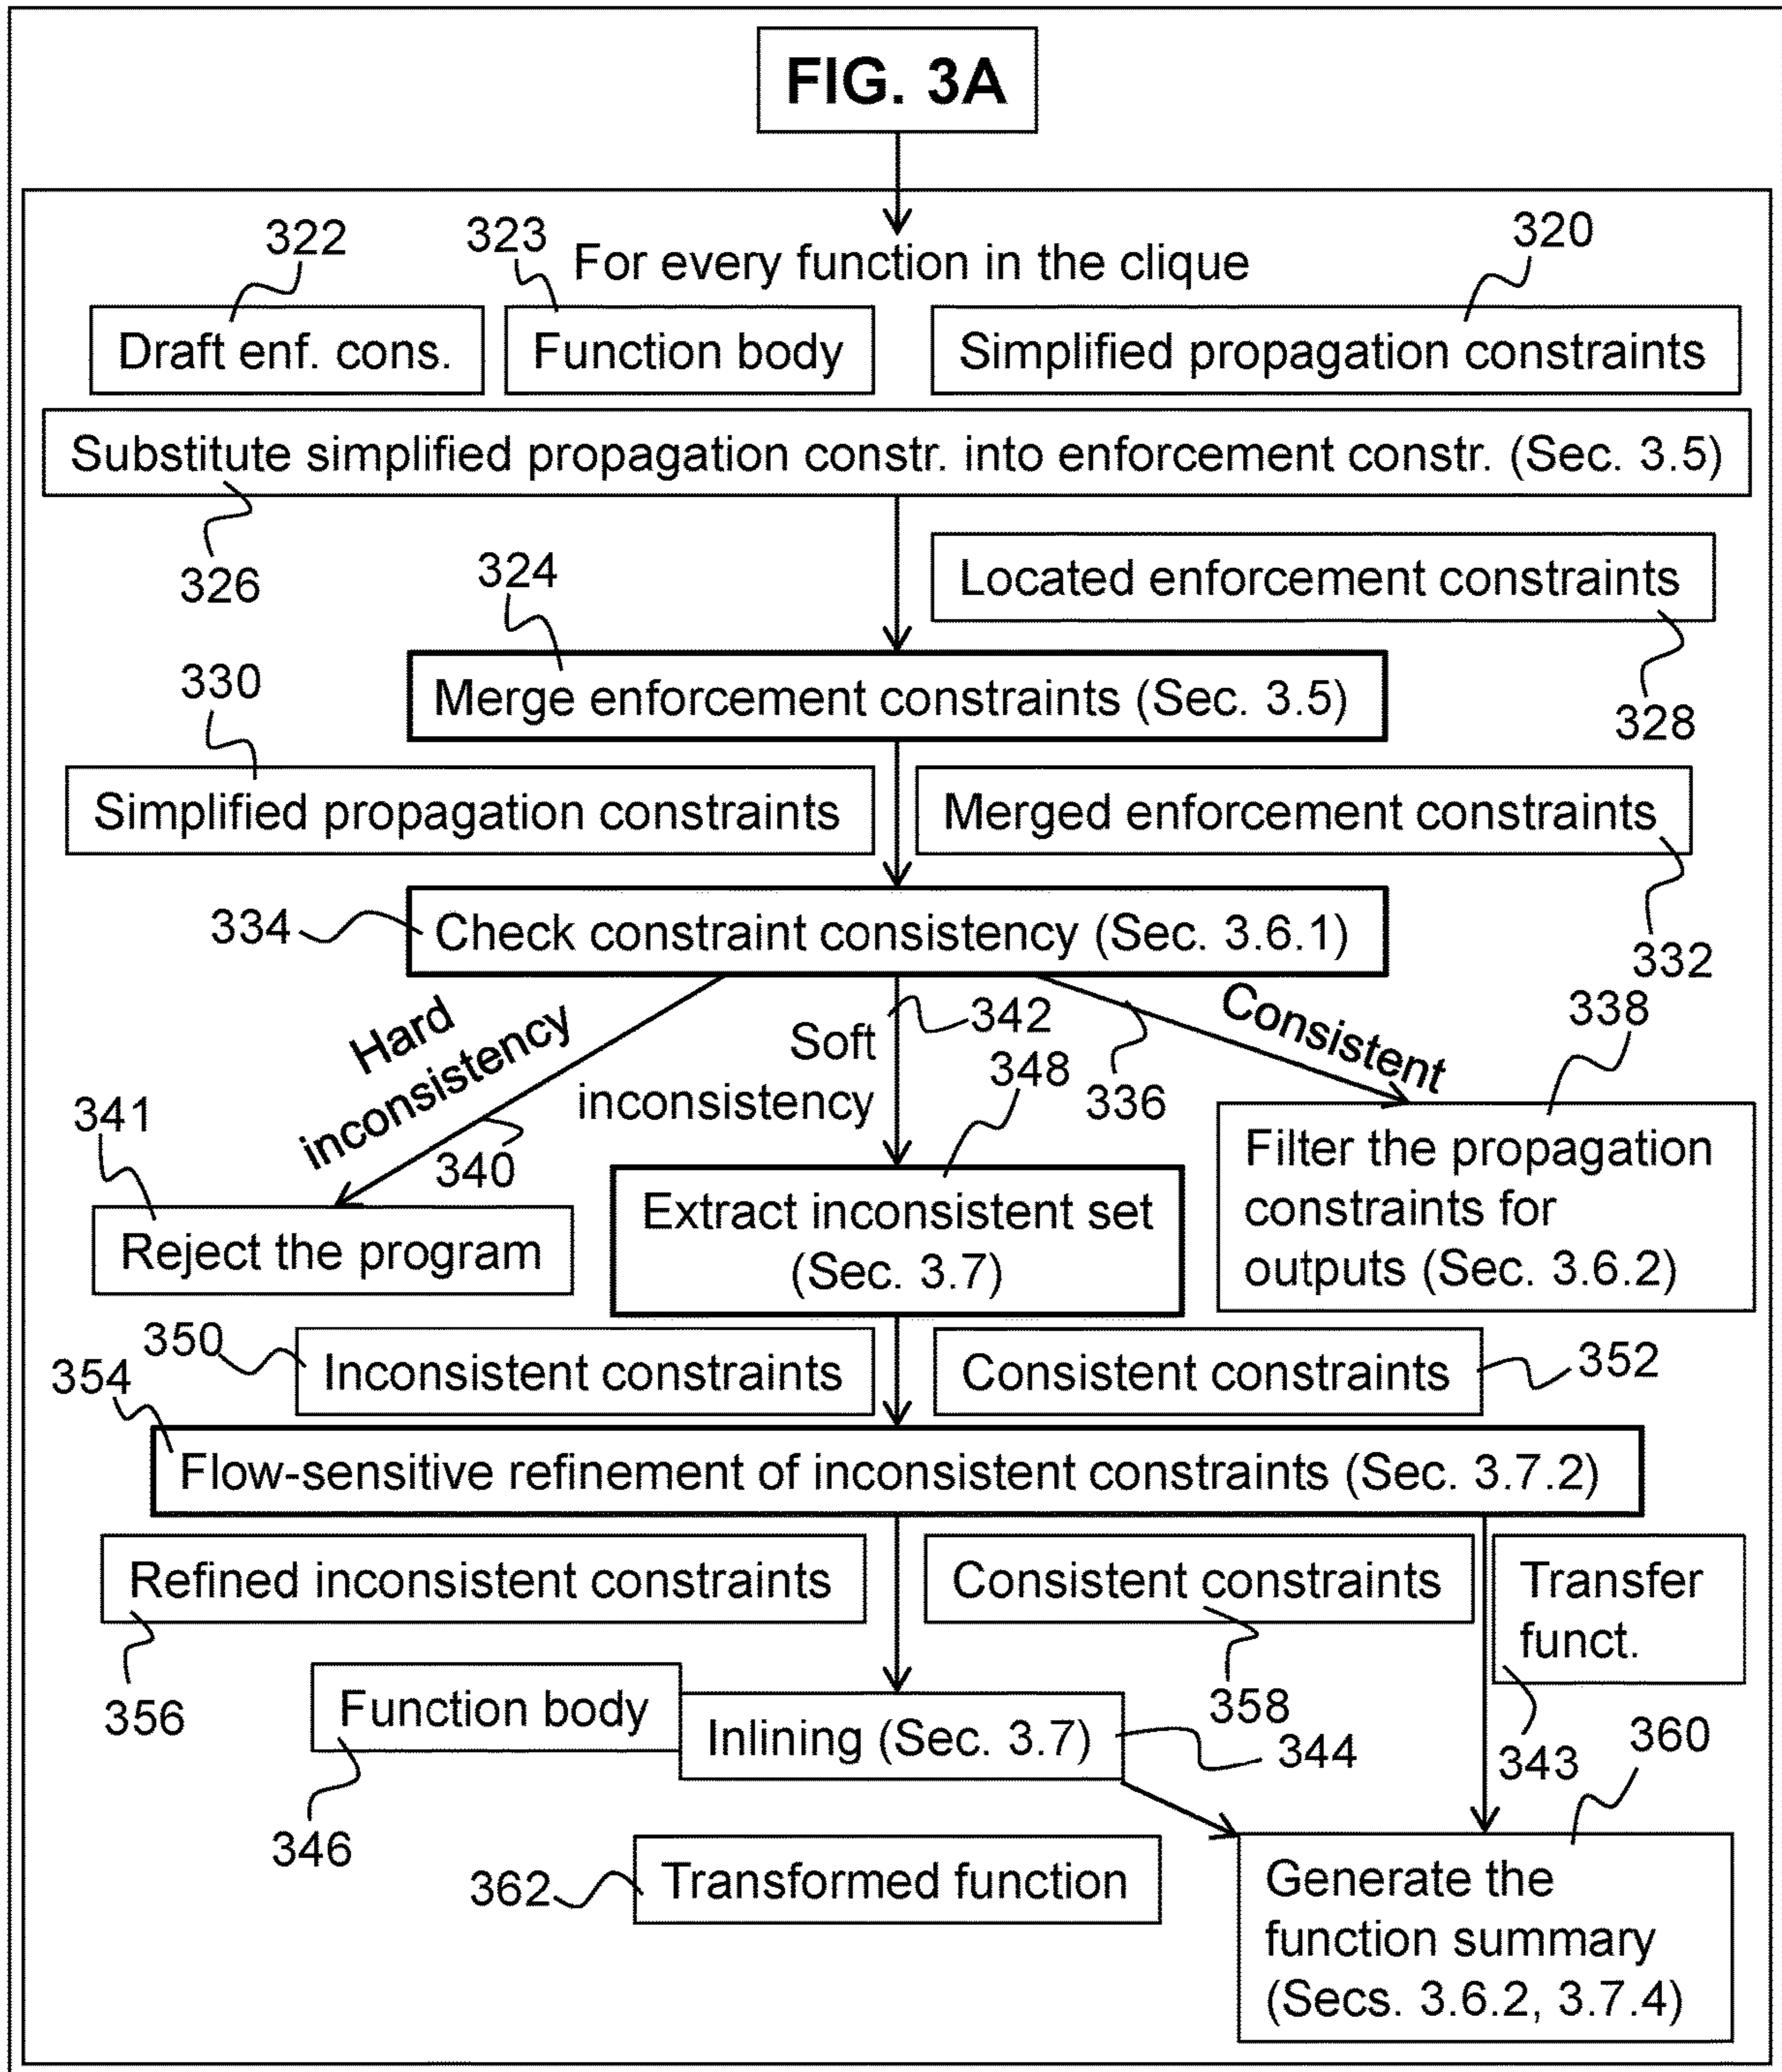 FIG. 3A
322
323
For every function in the clique
320
Draft enf. cons.
Function body
Simplified propagation constraints
Substitute simplified propagation constr. into enforcement constr. (Sec. 3.5)
326
324
Located enforcement constraints
328
330
Merge enforcement constraints (Sec. 3.5)
Simplified propagation constraints
Merged enforcement constraints
332
334
Check constraint consistency (Sec. 3.6.1)
Hard
inconsistency
340
Soft
inconsistency
342
348
336
Consistent
338
341
Reject the program
Extract inconsistent set
(Sec. 3.7)
Filter the propagation
constraints for
outputs (Sec. 3.6.2)
350
Inconsistent constraints
Consistent constraints
352
354
Flow-sensitive refinement of inconsistent constraints (Sec. 3.7.2)
Refined inconsistent constraints
356
Consistent constraints
358
Transfer
funct.
343
Function body
346
Inlining (Sec. 3.7)
344
360
362
Transformed function
Generate the
function summary
(Secs. 3.6.2, 3.7.4)